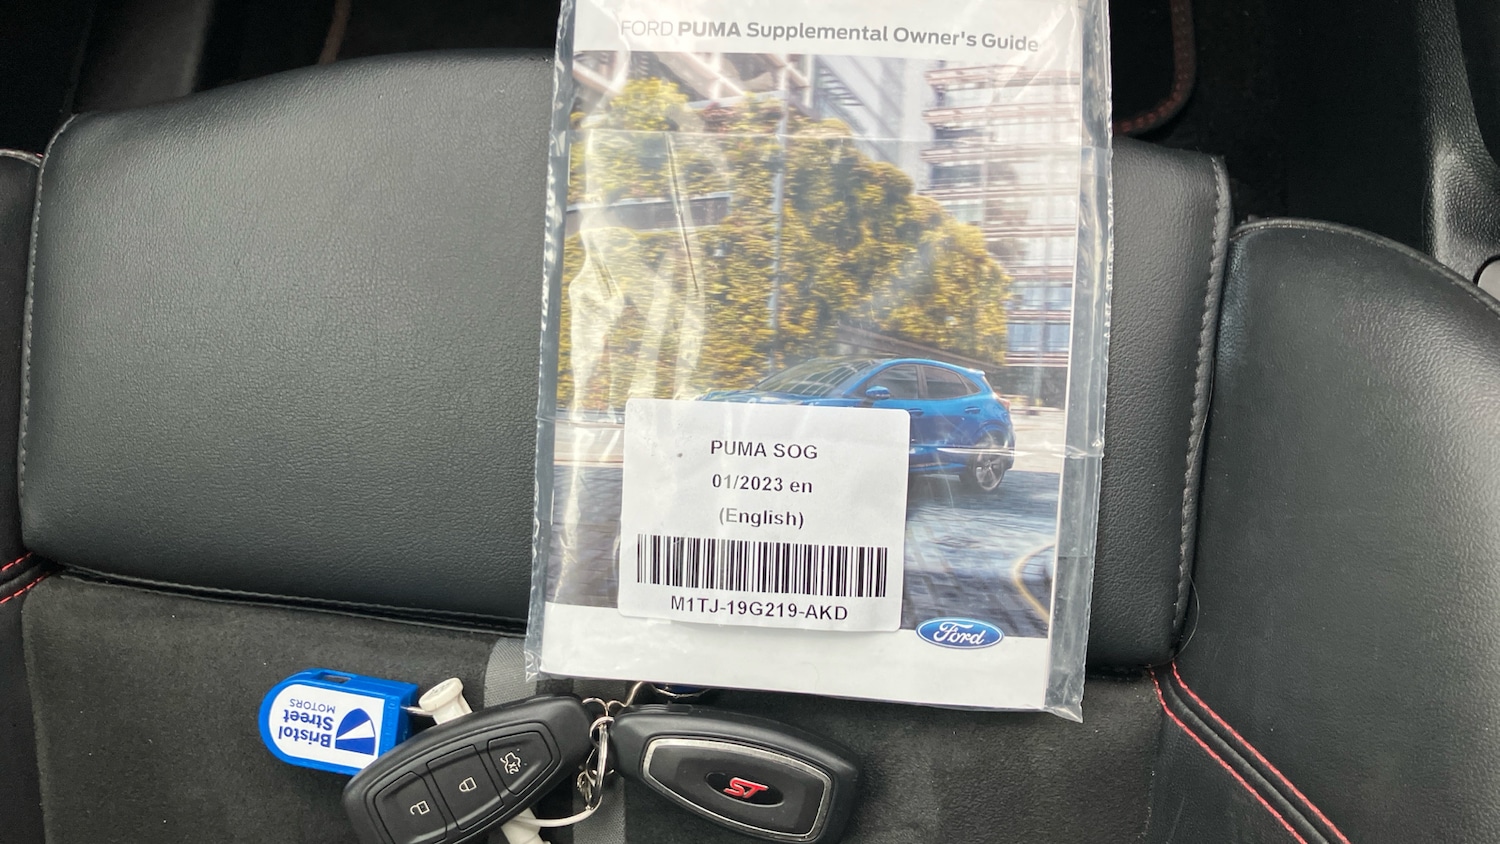 FORD PUMA Supplemental Owner's Guide
PUMA SOG
01/2023 en
(English)
M1TJ-19G219-AKD
Ford
Bristol
Street
MOTORS
2x
ST